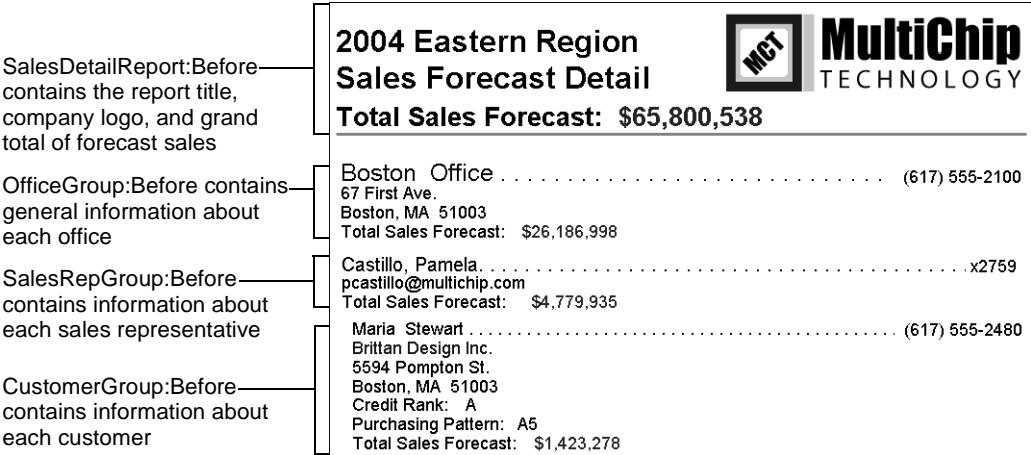 SalesDetailReport:Before
contains the report title,
company logo, and grand
total of forecast sales
OfficeGroup:Before contains
general information about
each office
SalesRepGroup:Before
contains information about
each sales representative
CustomerGroup:Before
contains information about
each customer
2004 Eastern Region
Sales Forecast Detail
Total Sales Forecast: $65,800,538
MCT
MultiChip
TECHNOLOGY
Boston Office . . . . . . . . . . . . . . . . . . . . . . . . . . . . . . (617) 555-2100
67 First Ave.
Boston, MA 51003
Total Sales Forecast: $26,186,998
Castillo, Pamela. . . . . . . . . . . . . . . . . . . . . . . . . . . . . . . . . . . . . . . . . . x2759
pcastillo@multichip.com
Total Sales Forecast: $4,779,935
Maria Stewart . . . . . . . . . . . . . . . . . . . . . . . . . . . . . . . . . . . . . (617) 555-2480
Brittan Design Inc.
5594 Pompton St.
Boston, MA 51003
Credit Rank: A
Purchasing Pattern: A5
Total Sales Forecast: $1,423,278